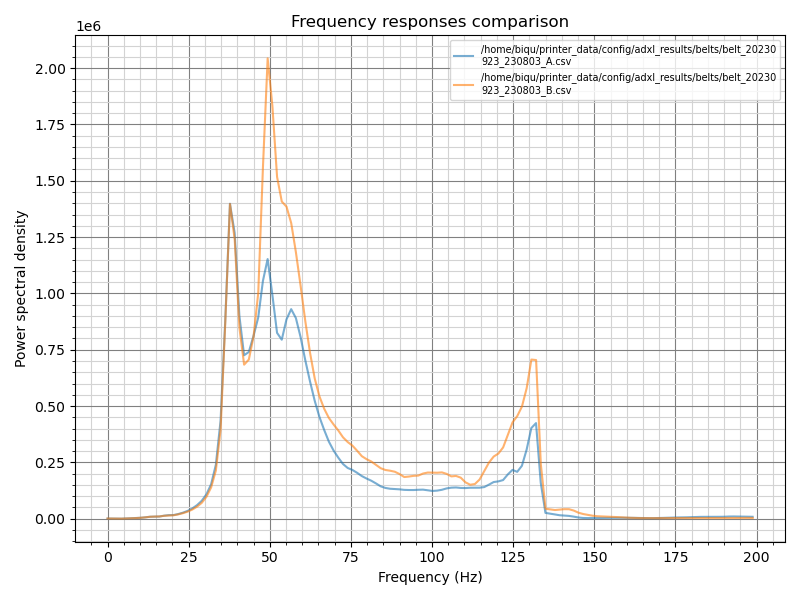 Frequency responses comparison
1e6
/home/biqu/printer_data/config/adxl_results/belts/belt_20230
923_230803_A.csv
/home/biqu/printer_data/config/adxl_results/belts/belt_20230
923_230803_B.csv
Power spectral density
2.00
1.75
1.50
1.25
1.00
0.75
0.50
0.25
0.00
0 25 50 75 100 125 150 175 200
Frequency (Hz)